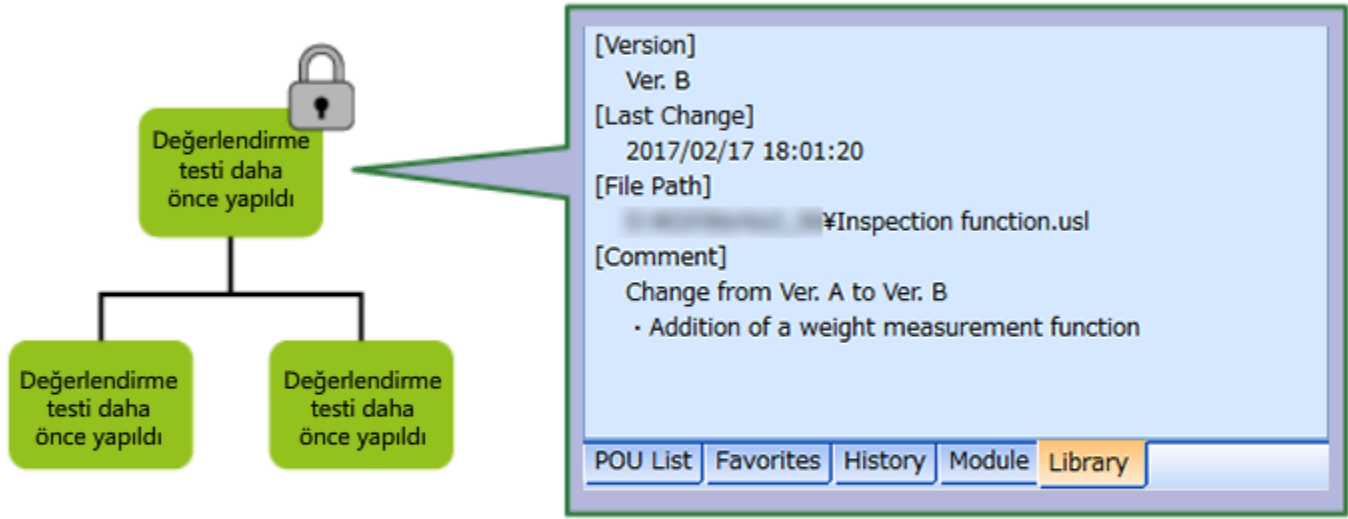 Değerlendirme
testi daha
önce yapıldı
Değerlendirme
testi daha
önce yapıldı
Değerlendirme
testi daha
önce yapıldı
[Version]
Ver. B
[Last Change]
2017/02/17 18:01:20
[File Path]
¥Inspection function.usl
[Comment]
Change from Ver. A to Ver. B
・Addition of a weight measurement function
POU List Favorites History Module Library